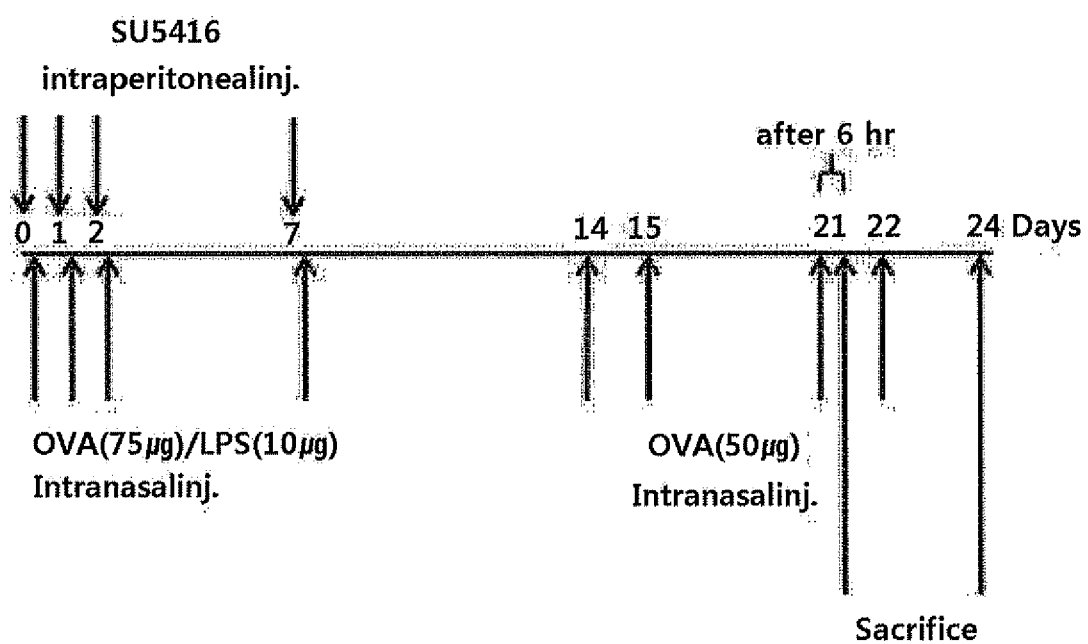 SU5416
intraperitonealinj.
after 6 hr
0 1 2 7 14 15 21 22 24 Days
OVA(75μg)/LPS(10μg)
Intranasalinj.
OVA(50μg)
Intranasalinj.
Sacrifice